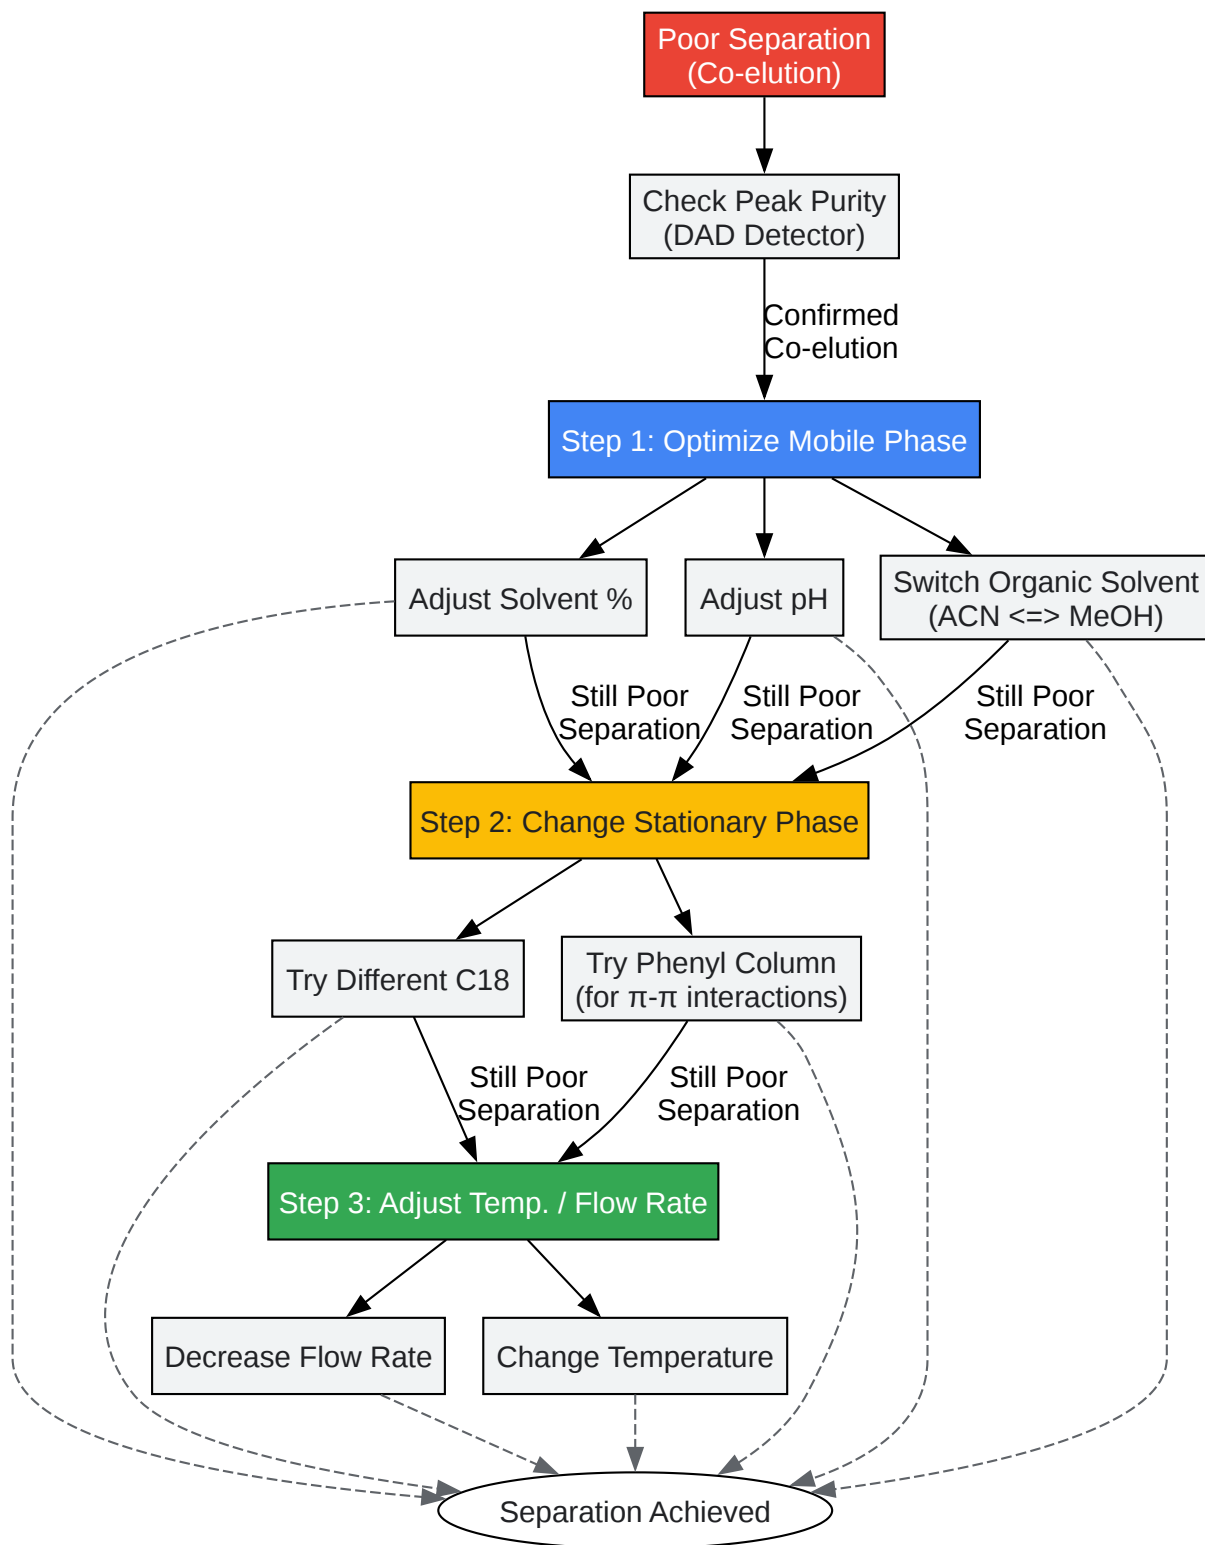 Poor Separation
(Co-elution)
Check Peak Purity
(DAD Detector)
Confirmed
Co-elution
Step 1: Optimize Mobile Phase
Adjust Solvent %
Adjust pH
Switch Organic Solvent
(ACN <=> MeOH)
Still Poor
Separation
Still Poor
Separation
Still Poor
Separation
Step 2: Change Stationary Phase
Try Different C18
Try Phenyl Column
(for π-π interactions)
Still Poor
Separation
Still Poor
Separation
Step 3: Adjust Temp. / Flow Rate
Decrease Flow Rate
Change Temperature
Separation Achieved